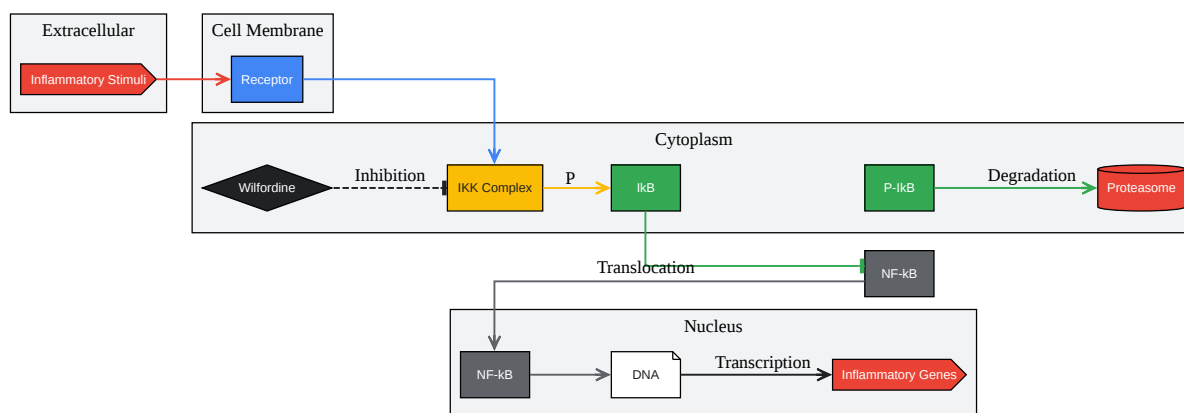 Extracellular
Cell Membrane
Inflammatory Stimuli
Receptor
Cytoplasm
Wilfordine
Inhibition
IKK Complex
P
IkB
P-IkB
Degradation
Proteasome
Translocation
NF-kB
Nucleus
NF-kB
DNA
Transcription
Inflammatory Genes